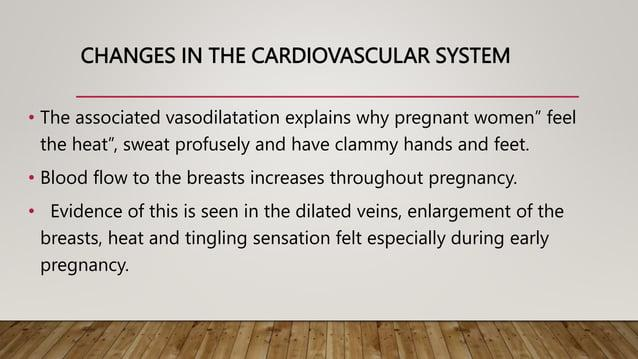 CHANGES IN THE CARDIOVASCULAR SYSTEM
• The associated vasodilatation explains why pregnant women” feel
the heat”, sweat profusely and have clammy hands and feet.
• Blood flow to the breasts increases throughout pregnancy.
• Evidence of this is seen in the dilated veins, enlargement of the
breasts, heat and tingling sensation felt especially during early
pregnancy.